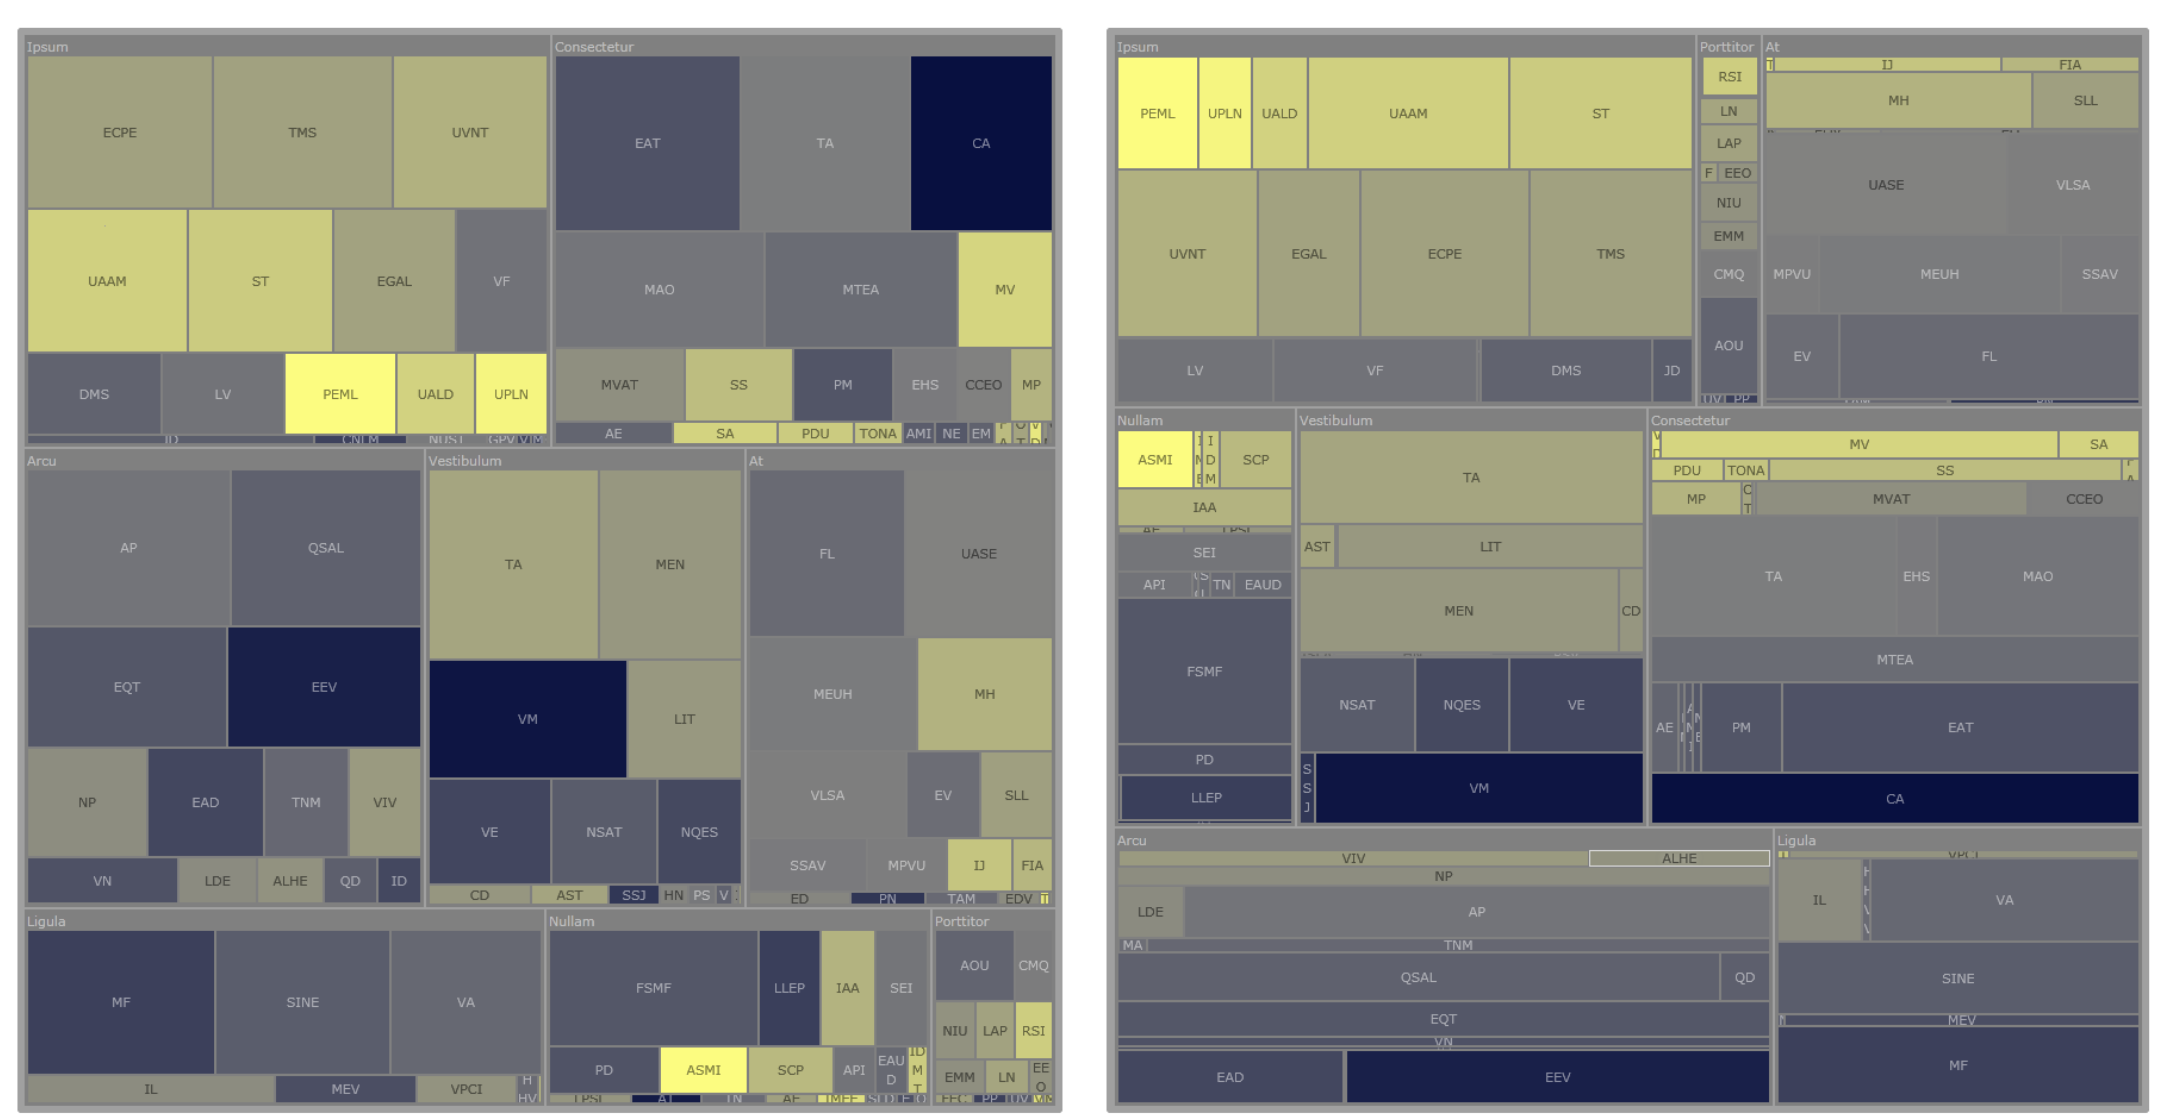 Ipsum
ECPE
TMS
UVNT
UAAM
ST
EGAL
VF
DMS
LV
PEML
UALD
UPLN
Consectetur
EAT
TA
CA
MAO
MTEA
MV
MVAT
SS
PM
EHS
CCEO
MP
AE
SA
PDU
TONA
AMI
NE
EM
Arcu
AP
QSAL
EQT
EEV
NP
EAD
TNM
VIV
VN
LDE
ALHE
QD
ID
Vestibulum
TA
MEN
VM
LIT
VE
NSAT
NQES
CD
AST
SSJ
HN
PS
V
At
FL
UASE
MEUH
MH
VLSA
EV
SLL
SSAV
MPVU
IJ
FIA
ED
PN
TAM
EDV
Ligula
MF
SINE
VA
IL
MEV
VPCI
H
HV
Nullam
FSMF
LLEP
IAA
SEI
PD
ASMI
SCP
API
EAU
D
ID
M
T
Porttitor
AOU
CMQ
NIU
LAP
RSI
EMM
LN
EE
O
Ipsum
PEML
UPLN
UALD
UAAM
ST
UVNT
EGAL
ECPE
TMS
LV
VF
DMS
JD
Porttitor
RSI
LN
LAP
F
EEO
NIU
EMM
CMQ
AOU
At
IJ
FIA
MH
SLL
UASE
VLSA
MPVU
MEUH
SSAV
EV
FL
Nullam
ASMI
I
D
M
SCP
IAA
SEI
API
TN
EAUD
FSMF
PD
LLEP
Vestibulum
TA
AST
LIT
MEN
CD
NSAT
NQES
VE
S
S
J
VM
Consectetur
MV
SA
PDU
TONA
SS
MP
O
T
MVAT
CCEO
TA
EHS
MAO
MTEA
AE
PM
EAT
CA
Arcu
VIV
ALHE
NP
LDE
AP
MA
TNM
QSAL
QD
EQT
VN
EAD
EEV
Ligula
VPCI
IL
VA
SINE
MEV
MF